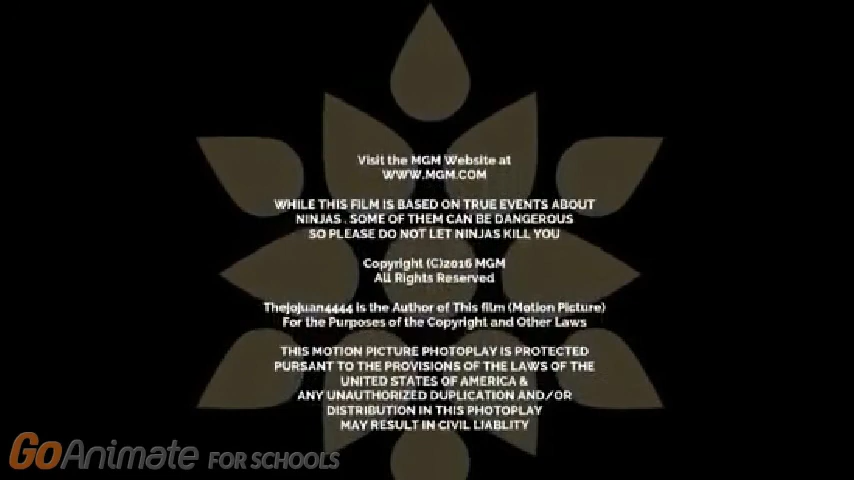 Visit the MGM Website at
WWW.MGM.COM
WHILE THIS FILM IS BASED ON TRUE EVENTS ABOUT
NINJAS . SOME OF THEM CAN BE DANGEROUS
SO PLEASE DO NOT LET NINJAS KILL YOU
Copyright (C)2016 MGM
All Rights Reserved
Thejojuan4444 is the Author of This film (Motion Picture)
For the Purposes of the Copyright and Other Laws
THIS MOTION PICTURE PHOTOPLAY IS PROTECTED
PURSANT TO THE PROVISIONS OF THE LAWS OF THE
UNITED STATES OF AMERICA &
ANY UNAUTHORIZED DUPLICATION AND/OR
DISTRIBUTION IN THIS PHOTOPLAY
MAY RESULT IN CIVIL LIABLITY
GoAnimate FOR SCHOOLS